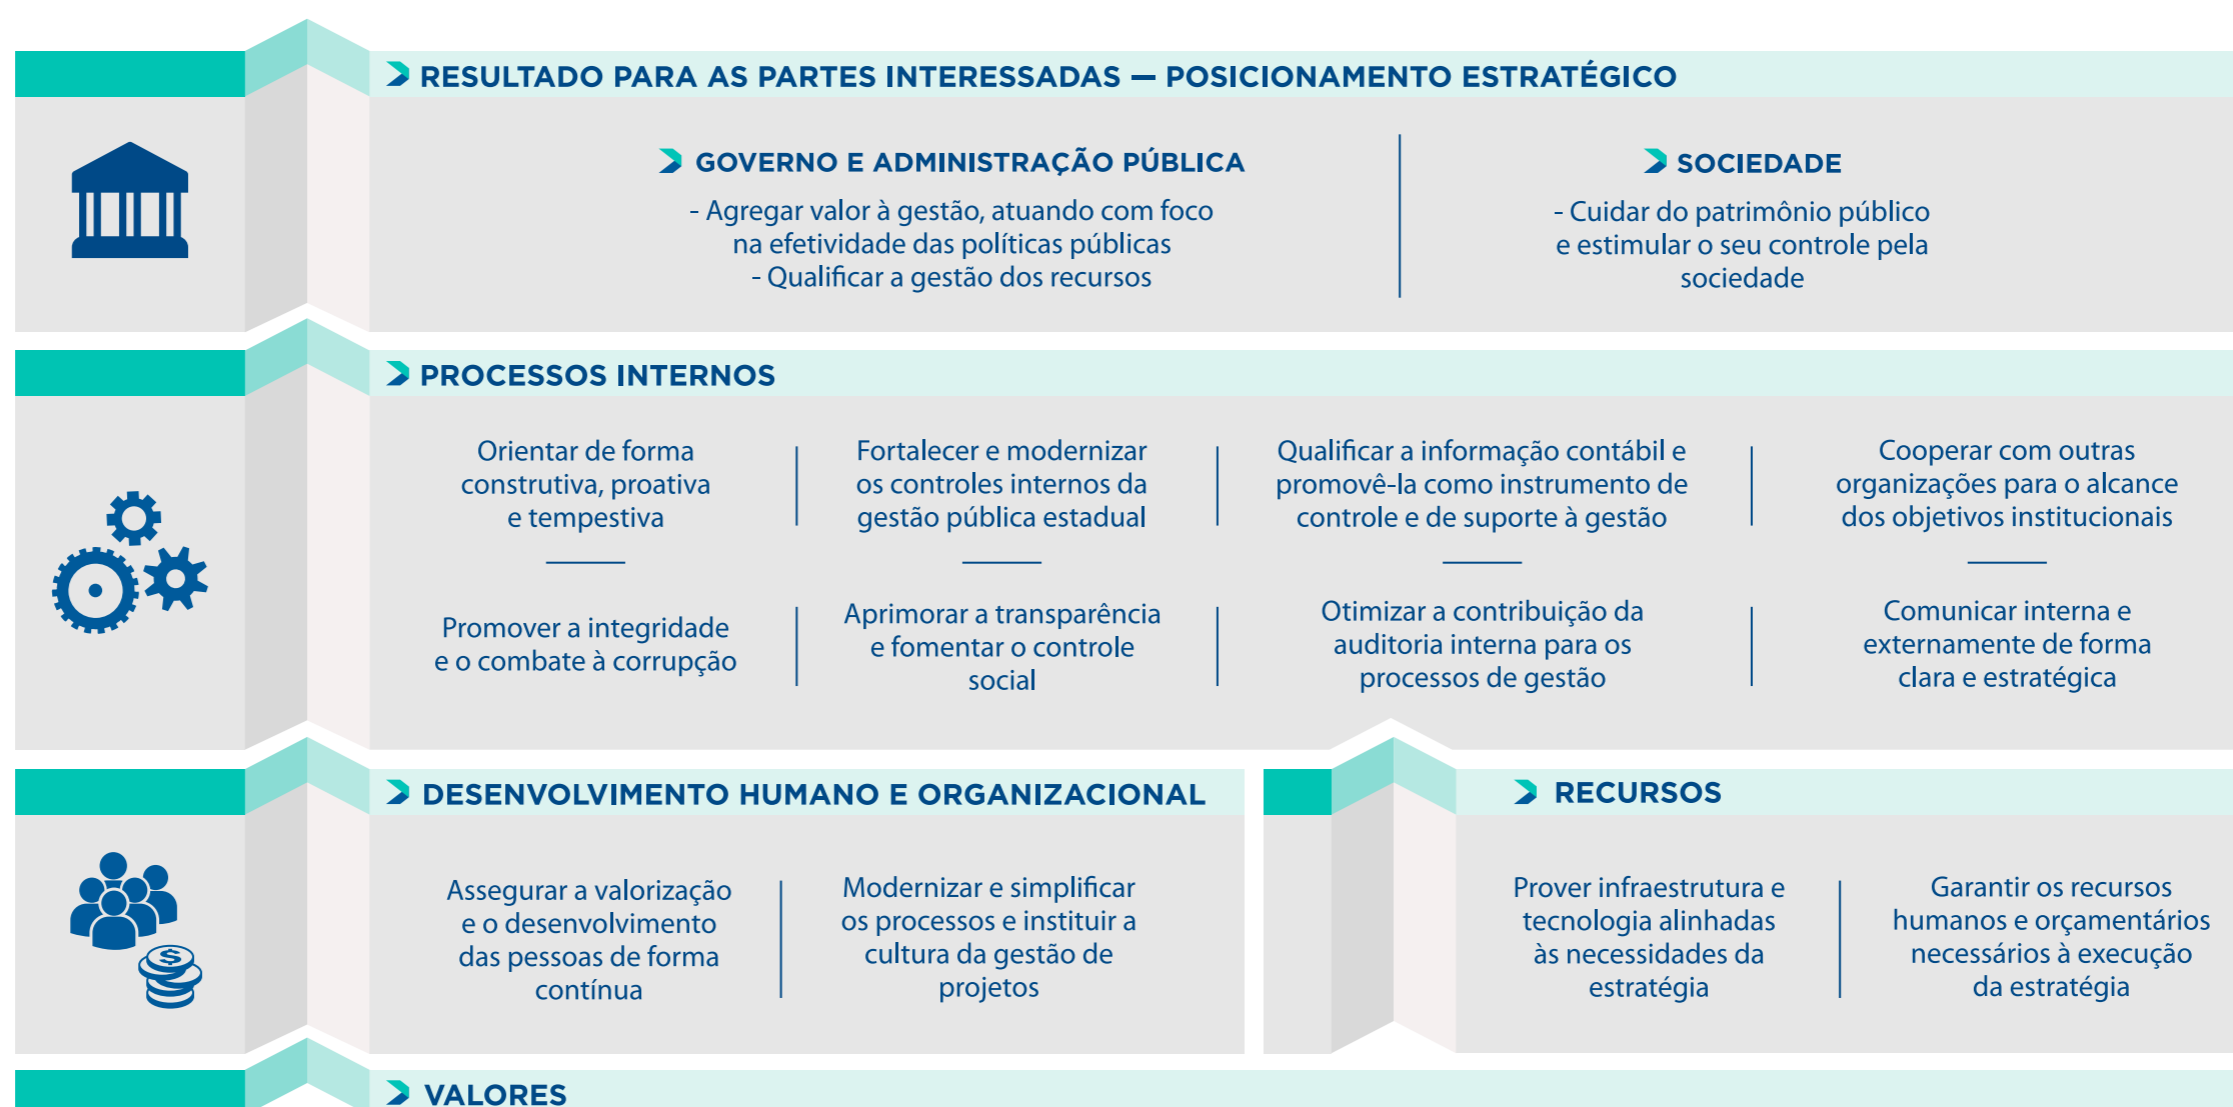 RESULTADO PARA AS PARTES INTERESSADAS — POSICIONAMENTO ESTRATÉGICO
GOVERNO E ADMINISTRAÇÃO PÚBLICA
- Agregar valor à gestão, atuando com foco
na efetividade das políticas públicas
- Qualificar a gestão dos recursos
SOCIEDADE
- Cuidar do patrimônio público
e estimular o seu controle pela
sociedade
PROCESSOS INTERNOS
Orientar de forma
construtiva, proativa
e tempestiva
Fortalecer e modernizar
os controles internos da
gestão pública estadual
Qualificar a informação contábil e
promovê-la como instrumento de
controle e de suporte à gestão
Cooperar com outras
organizações para o alcance
dos objetivos institucionais
Promover a integridade
e o combate à corrupção
Aprimorar a transparência
e fomentar o controle
social
Otimizar a contribuição da
auditoria interna para os
processos de gestão
Comunicar interna e
externamente de forma
clara e estratégica
DESENVOLVIMENTO HUMANO E ORGANIZACIONAL
Assegurar a valorização
e o desenvolvimento
das pessoas de forma
contínua
Modernizar e simplificar
os processos e instituir a
cultura da gestão de
projetos
RECURSOS
Prover infraestrutura e
tecnologia alinhadas
às necessidades da
estratégia
Garantir os recursos
humanos e orçamentários
necessários à execução
da estratégia
$
VALORES